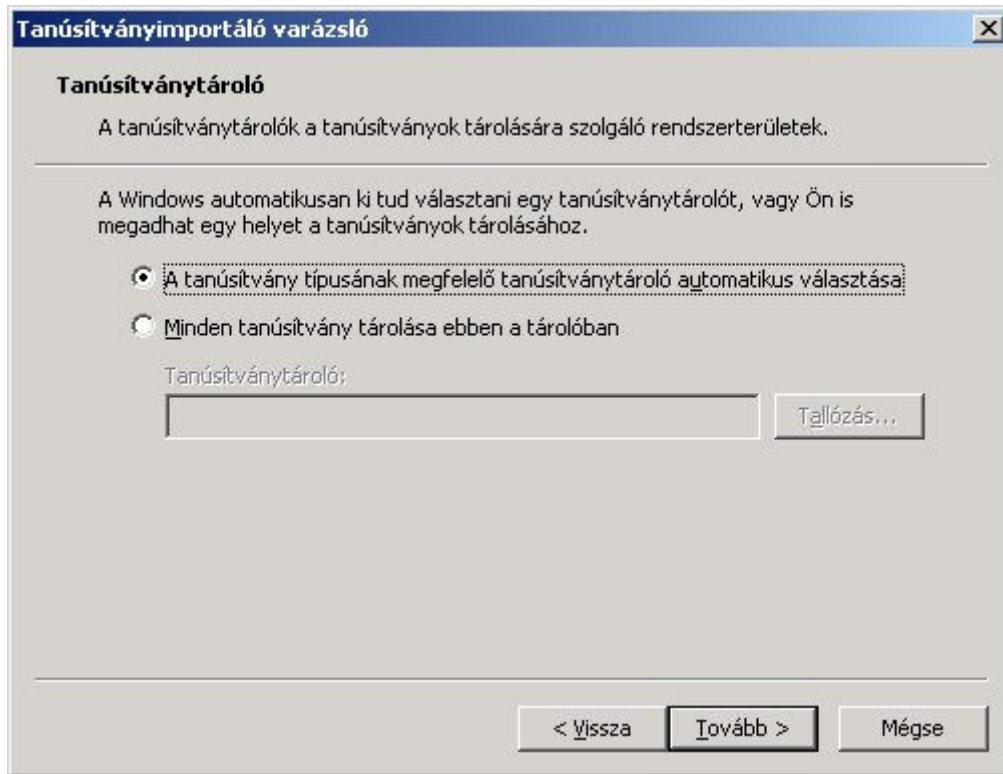 Tanúsítványimportáló varázsló
Tanúsítványtároló
A tanúsítványtárolók a tanúsítványok tárolására szolgáló rendszerterületek.
A Windows automatikusan ki tud választani egy tanúsítványtárolót, vagy Ön is
megadhat egy helyet a tanúsítványok tárolásához.
A tanúsítvány típusának megfelelő tanúsítványtároló automatikus választása
Minden tanúsítvány tárolása ebben a tárolóban
Tanúsítványtároló:
Tallózás...
< Vissza Tovább > Mégse